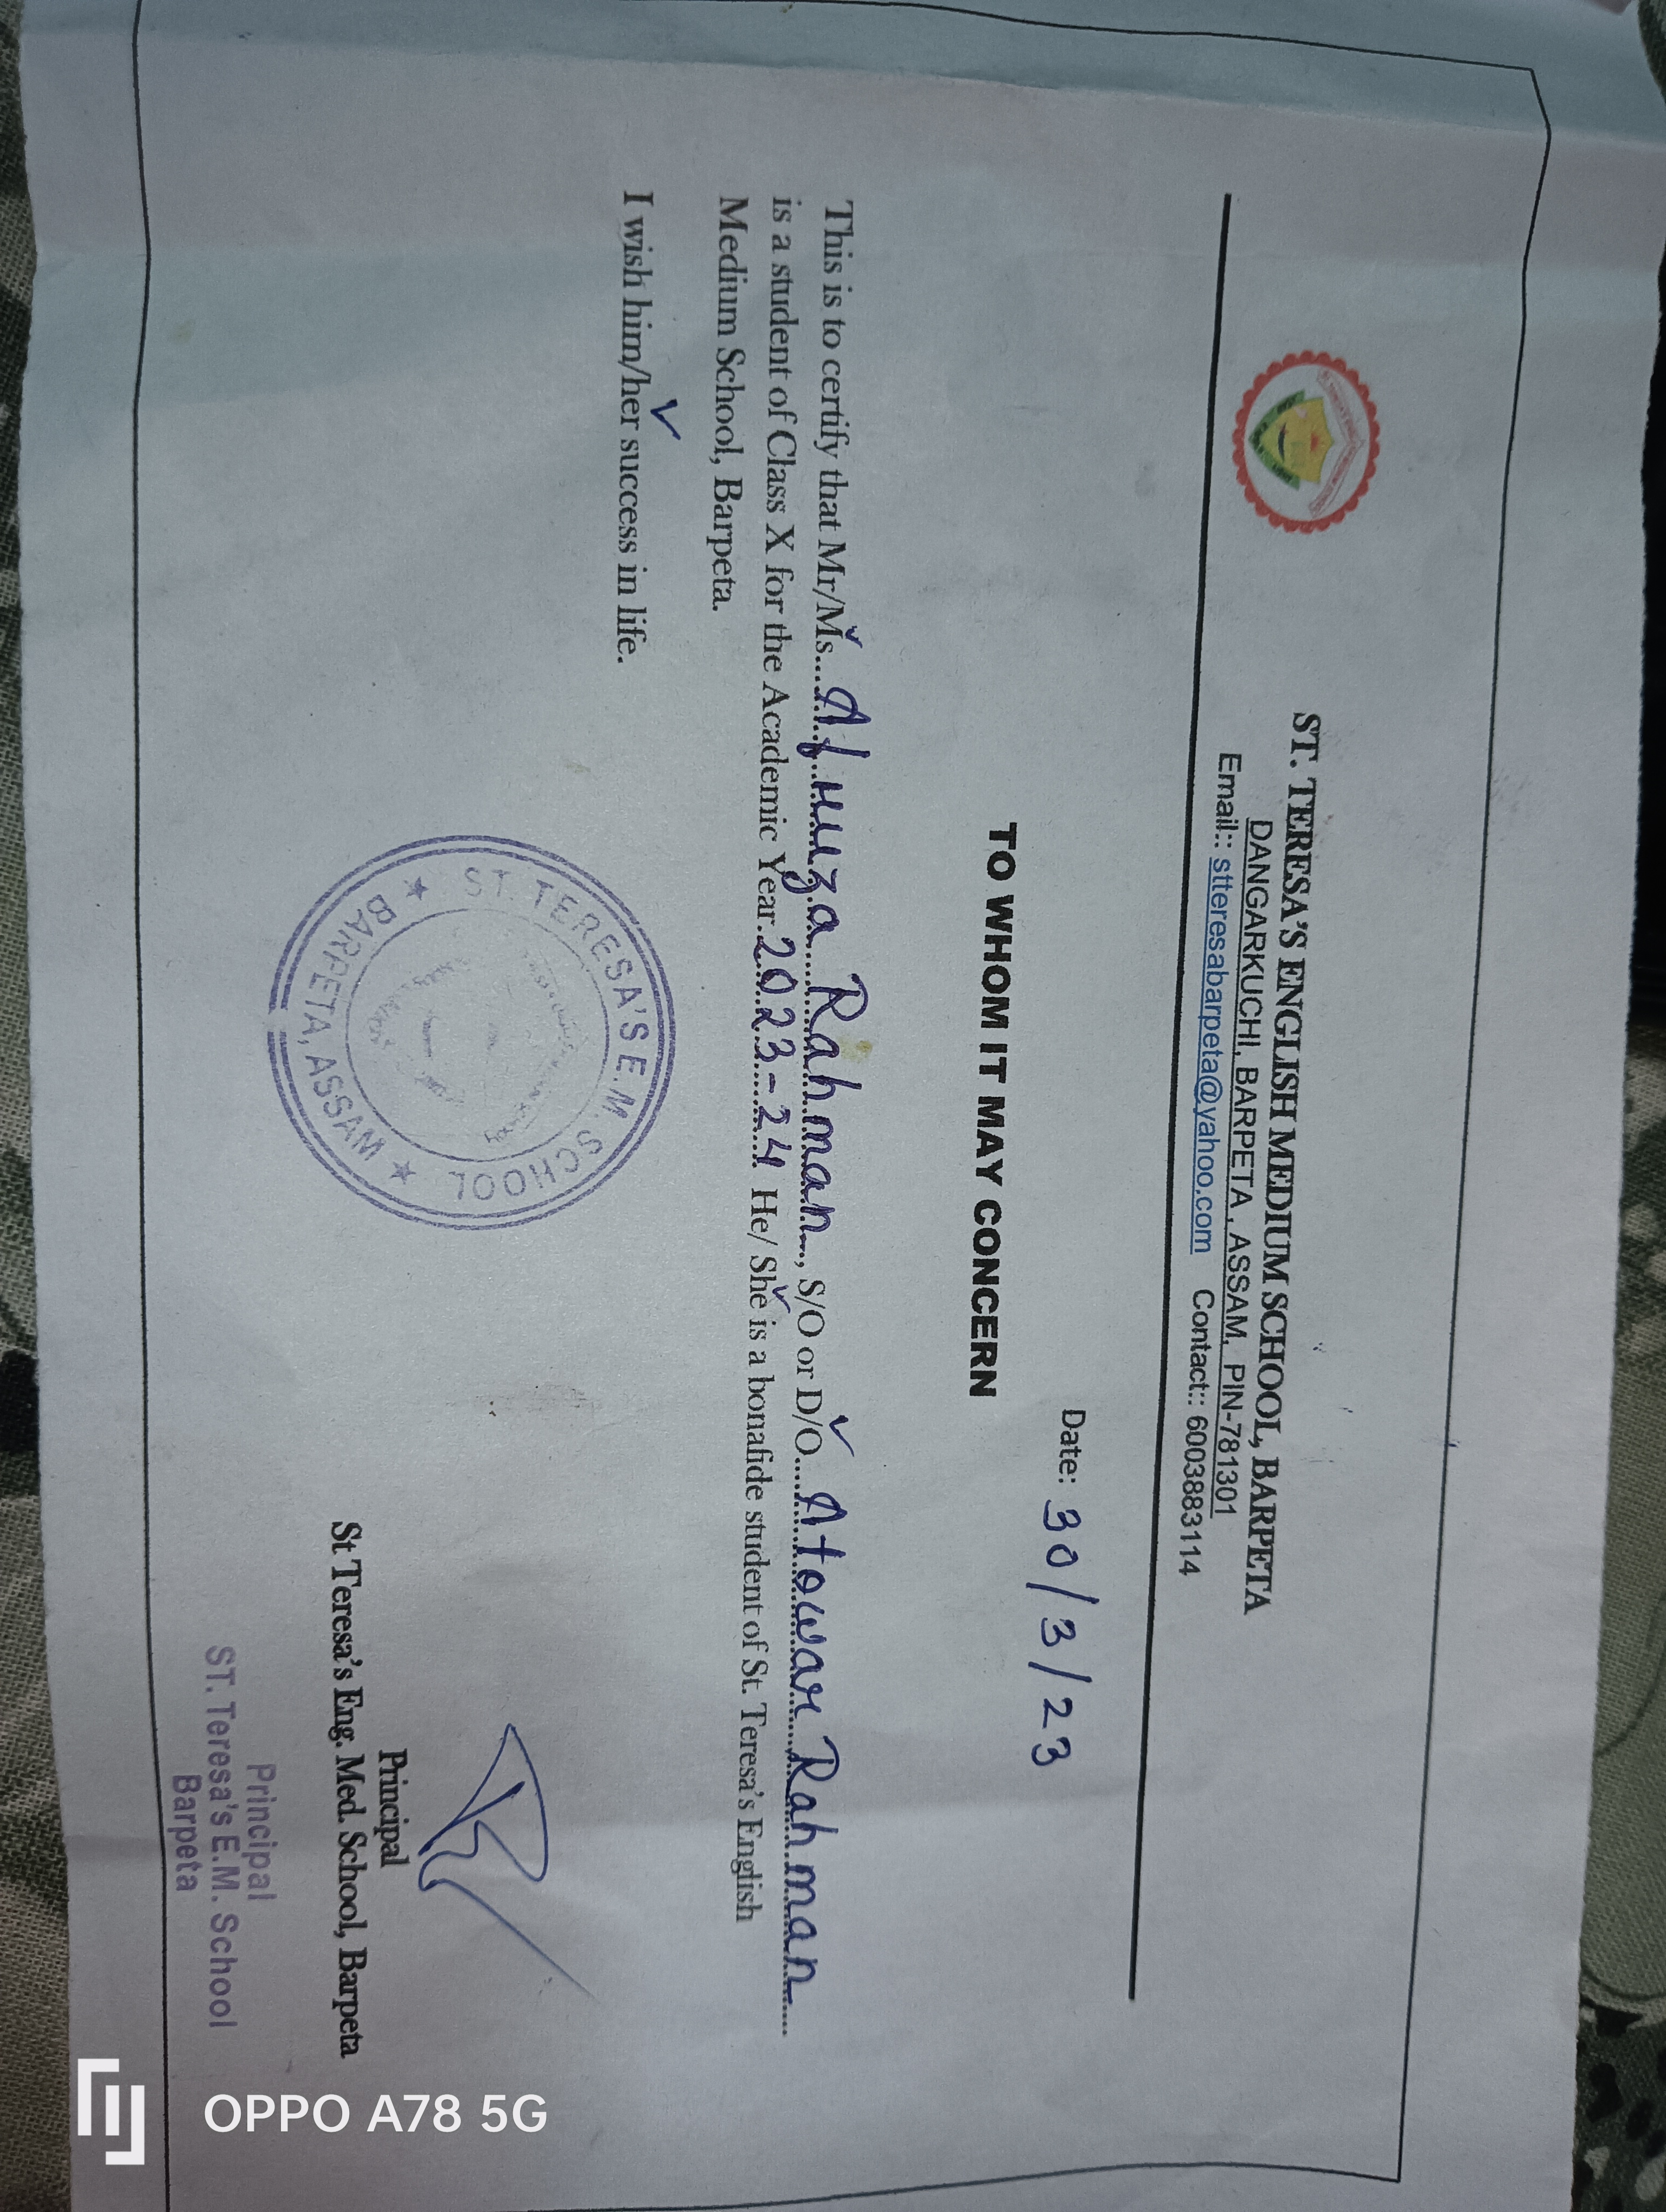 ST. TERESA'S ENGLISH MEDIUM SCHOOL, BARPETA
DANGARKUCHI, BARPETA , ASSAM, PIN-781301
Email:: stteresabarpeta@yahoo.com Contact:: 6003883114
Date: 30/3/23
TO WHOM IT MAY CONCERN
This is to certify that Mr/Ms.... Afruza Rahman, S/O or D/O.... Atowar Rahman
is a student of Class X for the Academic Year. 2023-24 He/ She is a bonafide student of St. Teresa's English
Medium School, Barpeta.
I wish him/her success in life.
ST. TERESA'S E.M. SCHOOL
★ BARPETA, ASSAM ★
Principal
St Teresa's Eng. Med. School, Barpeta
Principal
ST. Teresa's E.M. School
Barpeta
OPPO A78 5G